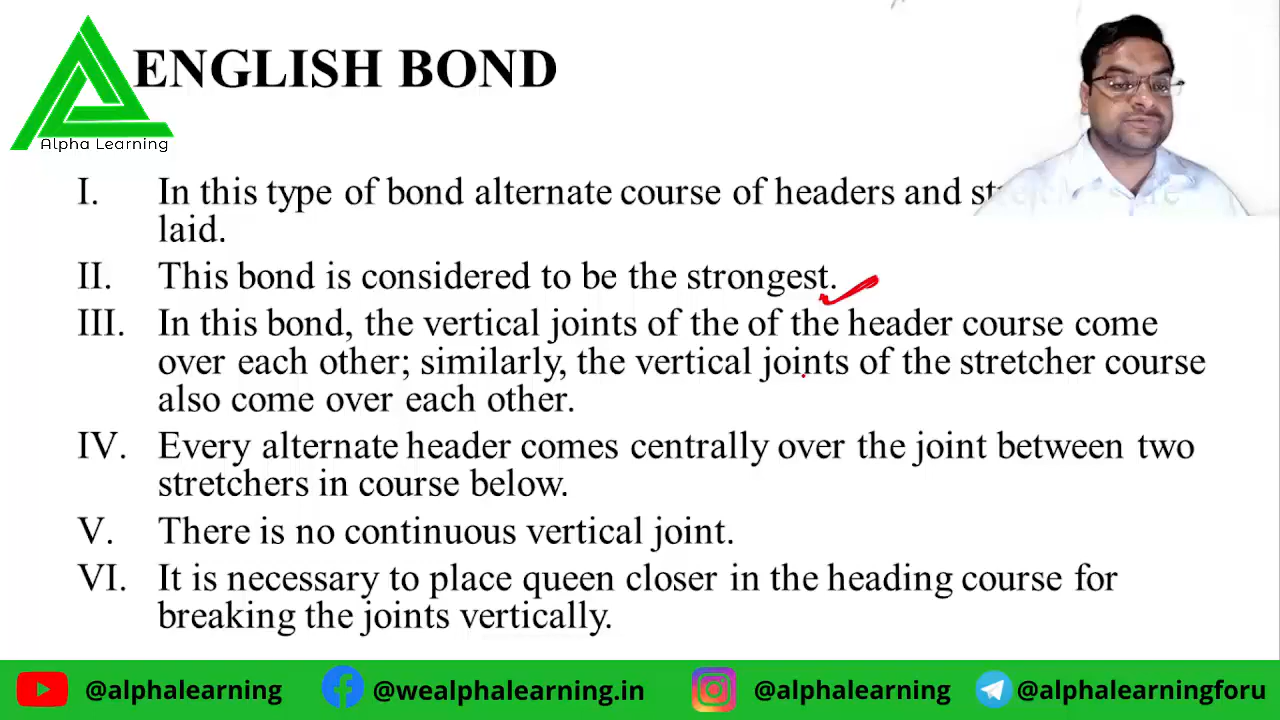 ENGLISH BOND
Alpha Learning
I. In this type of bond alternate course of headers and
laid.
II. This bond is considered to be the strongest.
III. In this bond, the vertical joints of the of the header course come
over each other; similarly, the vertical joints of the stretcher course
also come over each other.
IV. Every alternate header comes centrally over the joint between two
stretchers in course below.
V. There is no continuous vertical joint.
VI. It is necessary to place queen closer in the heading course for
breaking the joints vertically.
@alphalearning @wealphalearning.in @alphalearning @alphalearningforu